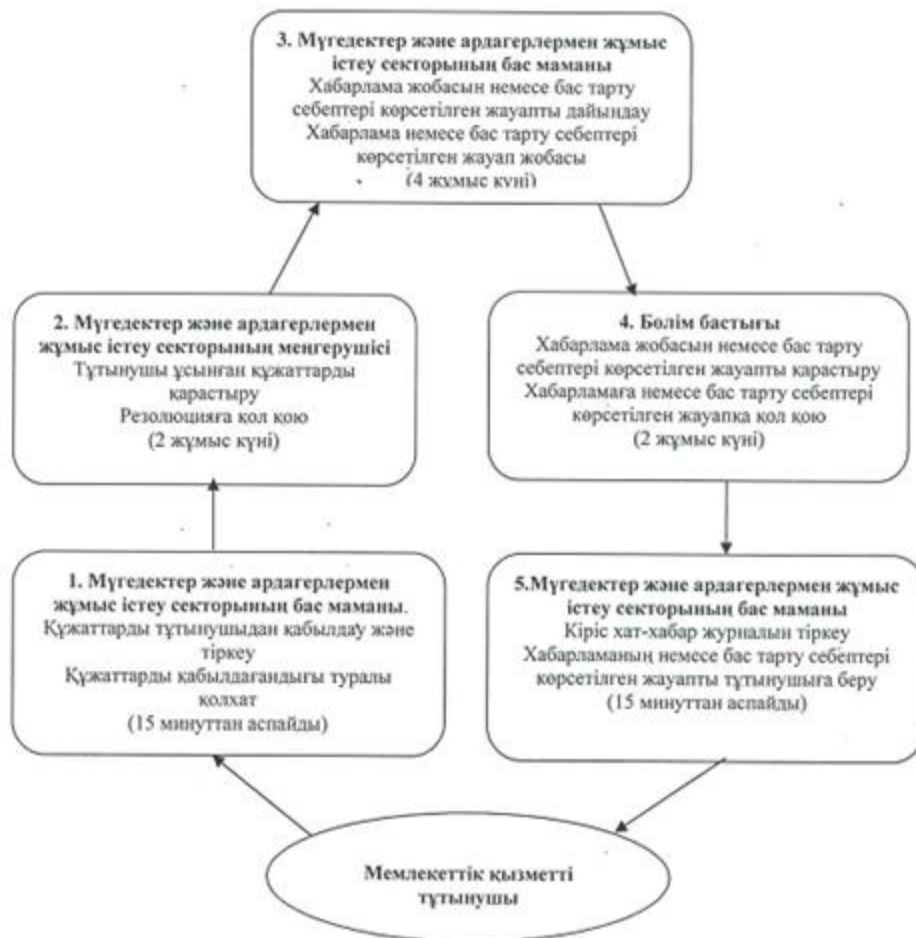 3. Мүгедектер және ардагерлермен жұмыс
істеу секторының бас маманы
Хабарлама жобасын немесе бас тарту
себептері көрсетілген жауапты дайындау
Хабарлама немесе бас тарту себептері
көрсетілген жауап жобасы
(4 жұмыс күні)
2. Мүгедектер және ардагерлермен
жұмыс істеу секторының меңгерушісі
Тұтынушы ұсынған құжаттарды
қарастыру
Резолюцияға қол қою
(2 жұмыс күні)
4. Бөлім бастығы
Хабарлама жобасын немесе бас тарту
себептері көрсетілген жауапты қарастыру
Хабарламаға немесе бас тарту себептері
көрсетілген жауапка қол қою
(2 жұмыс күні)
1. Мүгедектер және ардагерлермен
жұмыс істеу секторының бас маманы.
Құжаттарды тұтынушыдан қабылдау және
тіркеу
Құжаттарды қабылдағандығы туралы
қолхат
(15 минуттан аспайды)
5.Мүгедектер және ардагерлермен жұмыс
істеу секторының бас маманы
Кіріс хат-хабар журналын тіркеу
Хабарламаның немесе бас тарту себептері
көрсетілген жауапты тұтынушыға беру
(15 минуттан аспайды)
Мемлекеттік қызметті
тұтынушы